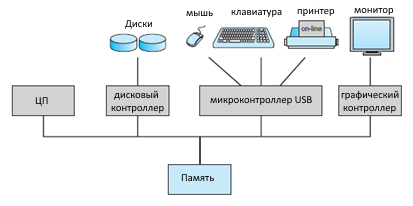 Диски
мышь
клавиатура
принтер
монитор
on-line
ЦП
дисковый
контроллер
микроконтроллер USB
графический
контроллер
Память